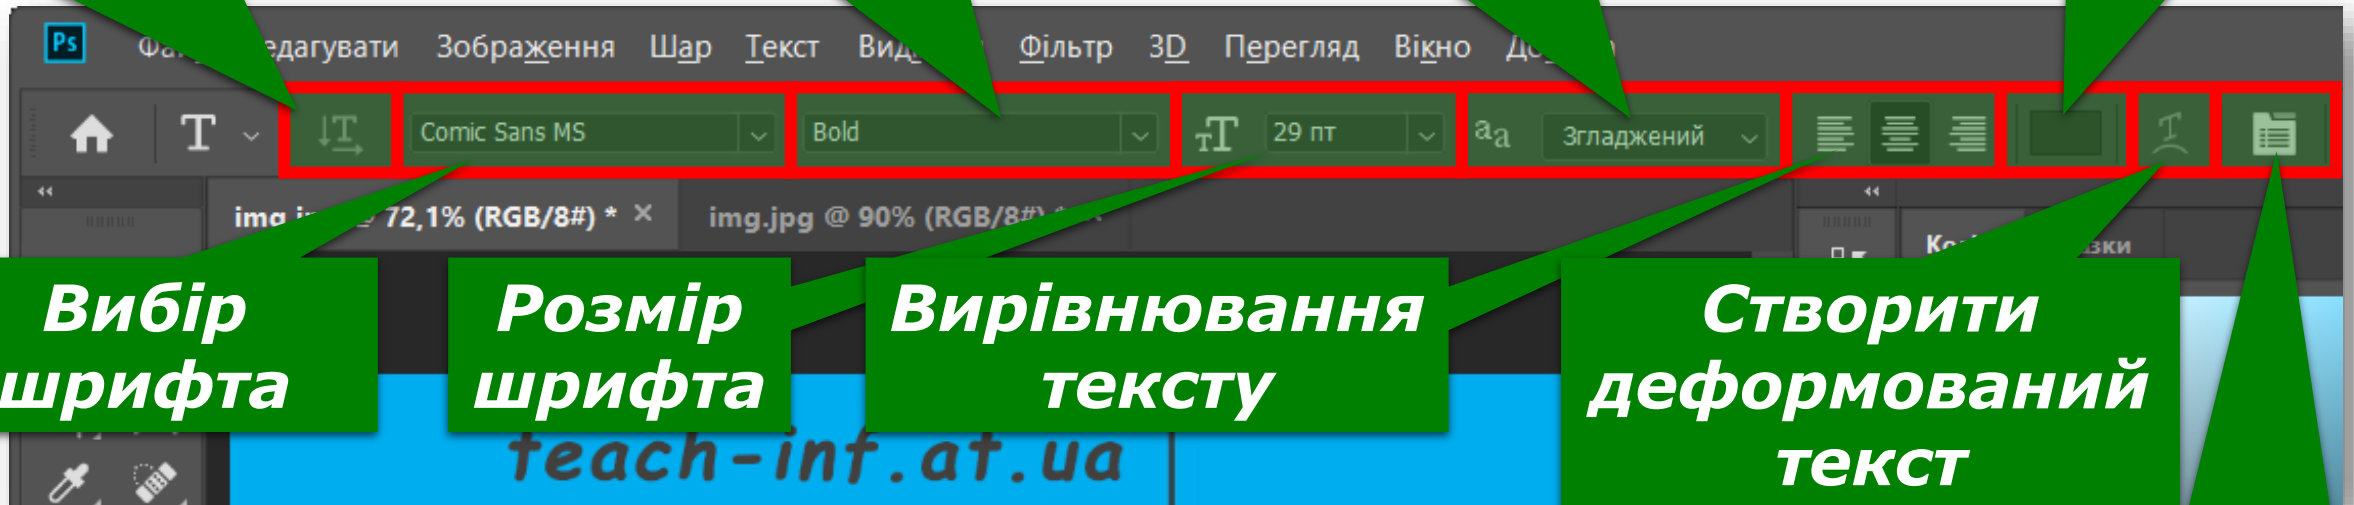 Ps Зображення Шар Текст Фільтр 3D Перегляд Вікно
T Comic Sans MS Bold TT 29 пт aa Згладжений
72,1% (RGB/8#) * × img.jpg @ 90% (RGB/8#)
Вибір шрифта
Розмір шрифта
Вирівнювання тексту
Створити деформований текст
teach-inf.at.ua